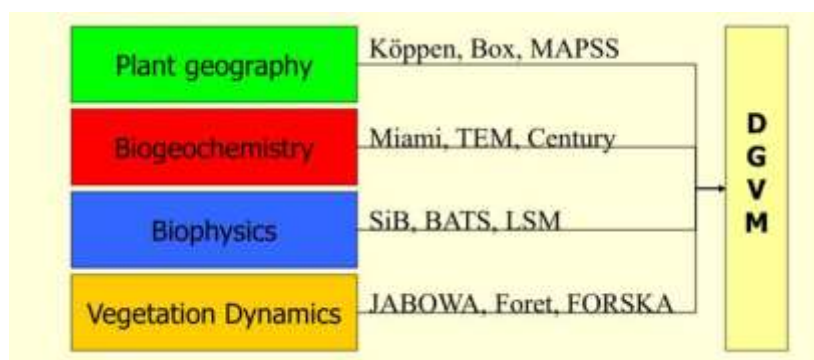 Plant geography
Köppen, Box, MAPSS
Biogeochemistry
Miami, TEM, Century
Biophysics
SiB, BATS, LSM
Vegetation Dynamics
JABOWA, Foret, FORSKA
D
G
V
M